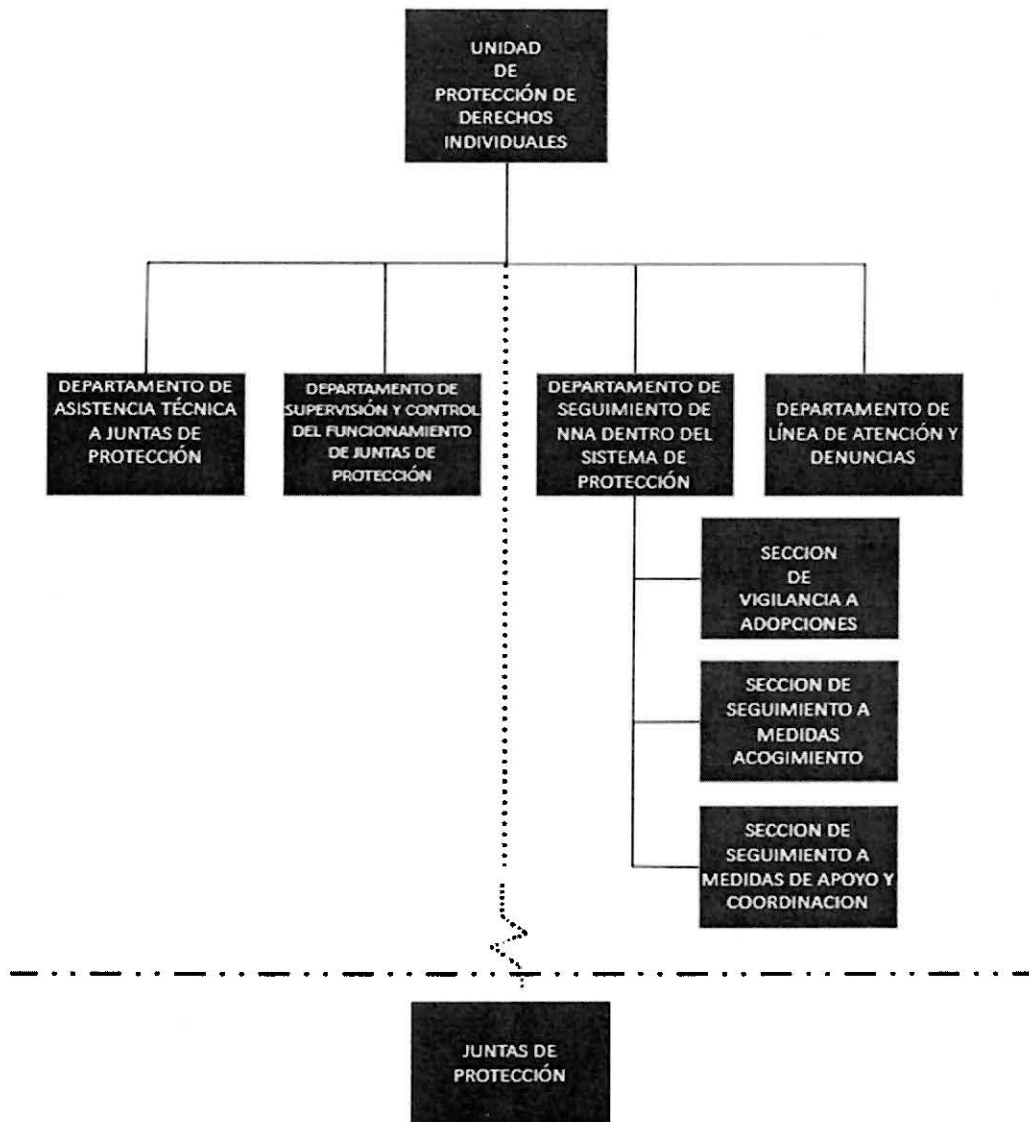 UNIDAD
DE
PROTECCIÓN DE
DERECHOS
INDIVIDUALES
DEPARTAMENTO DE
ASISTENCIA TÉCNICA
A JUNTAS DE
PROTECCIÓN
DEPARTAMENTO DE
SUPERVISIÓN Y CONTROL
DEL FUNCIONAMIENTO
DE JUNTAS DE
PROTECCIÓN
DEPARTAMENTO DE
SEGUIMIENTO DE
NNA DENTRO DEL
SISTEMA DE
PROTECCIÓN
DEPARTAMENTO DE
LÍNEA DE ATENCIÓN Y
DENUNCIAS
SECCION
DE
VIGILANCIA A
ADOPCIONES
SECCION DE
SEGUIMIENTO A
MEDIDAS
ACOGIMIENTO
SECCION DE
SEGUIMIENTO A
MEDIDAS DE APOYO Y
COORDINACION
JUNTAS DE
PROTECCIÓN